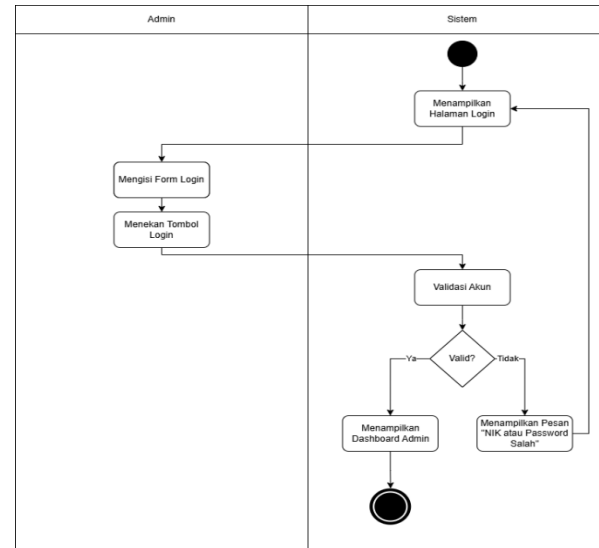 Admin
Sistem
Menampilkan
Halaman Login
Mengisi Form Login
Menekan Tombol
Login
Validasi Akun
Valid?
Ya
Tidak
Menampilkan
Dashboard Admin
Menampilkan Pesan
"NIK atau Password
Salah"